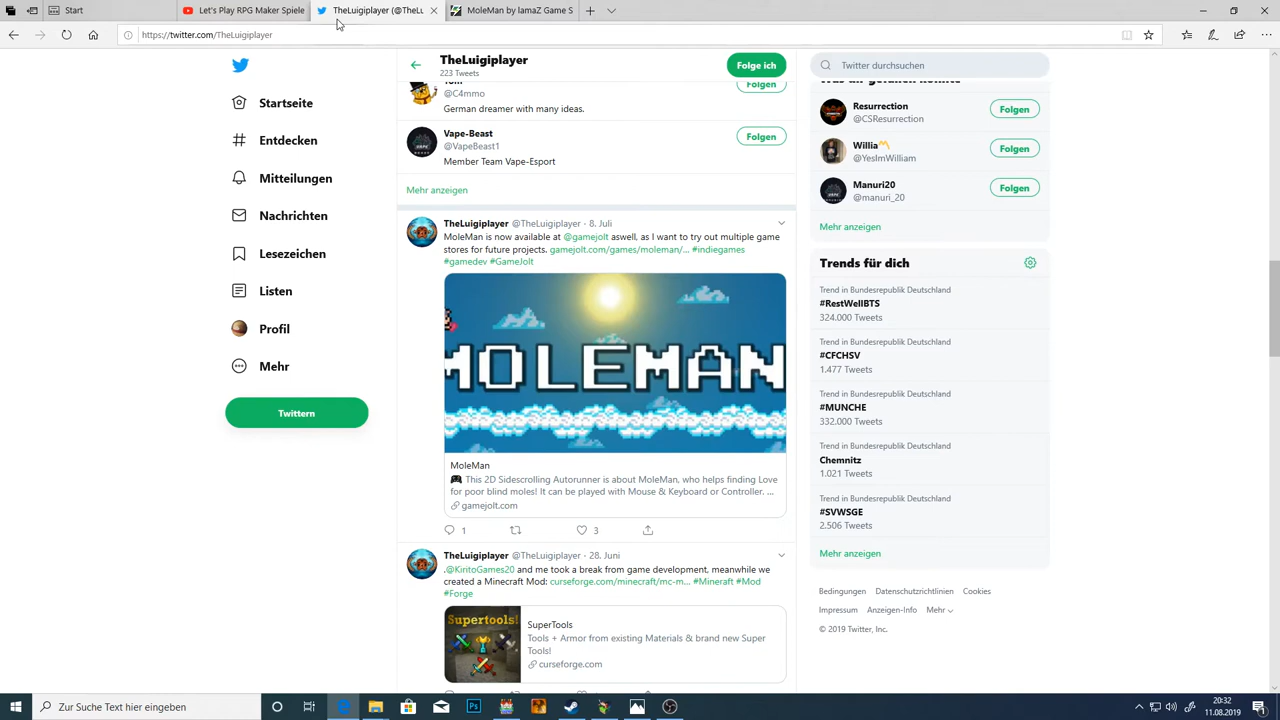 Start
Let's Play RPG Maker Serie
TheLuigiplayer (@TheLu
MoleMan by lamaZ Game S
https://twitter.com/TheLuigiplayer
TheLuigiplayer
223 Tweets
Folge ich
Twitter durchsuchen
Startseite
Entdecken
Mitteilungen
Nachrichten
Lesezeichen
Listen
Profil
Mehr
Twittern
@C4mmo
Folgen
German dreamer with many ideas.
Vape-Beast
@VapeBeast1
Folgen
Member Team Vape-Esport
Mehr anzeigen
TheLuigiplayer @TheLuigiplayer · 8. Juli
MoleMan is now available at @gamejolt aswell, as I want to try out multiple game
stores for future projects. gamejolt.com/games/moleman/... #indiegames
#gamedev #GameJolt
MOLEMAN
MoleMan
This 2D Sidescrolling Autorunner is about MoleMan, who helps finding Love
for poor blind moles! It can be played with Mouse & Keyboard or Controller. ...
gamejolt.com
1
3
TheLuigiplayer @TheLuigiplayer · 28. Juni
.@KiritoGames20 and me took a break from game development, meanwhile we
created a Minecraft Mod: curseforge.com/minecraft/mc-m... #Mineraft #Mod
#Forge
Supertools!
SuperTools
Tools + Armor from existing Materials & brand new Super
Tools!
curseforge.com
Resurrection
@CSResurrection
Folgen
Willia
@YesImWilliam
Folgen
Manuri20
@manuri_20
Folgen
Mehr anzeigen
Trends für dich
Trend in Bundesrepublik Deutschland
#RestWellBTS
324.000 Tweets
Trend in Bundesrepublik Deutschland
#CFCHSV
1.477 Tweets
Trend in Bundesrepublik Deutschland
#MUNCHE
332.000 Tweets
Trend in Bundesrepublik Deutschland
Chemnitz
1.021 Tweets
Trend in Bundesrepublik Deutschland
#SVWSGE
2.506 Tweets
Mehr anzeigen
Bedingungen Datenschutzrichtlinien Cookies
Impressum Anzeigen-Info Mehr
© 2019 Twitter, Inc.
Zur Suche Text hier eingeben
20:32
11.08.2019